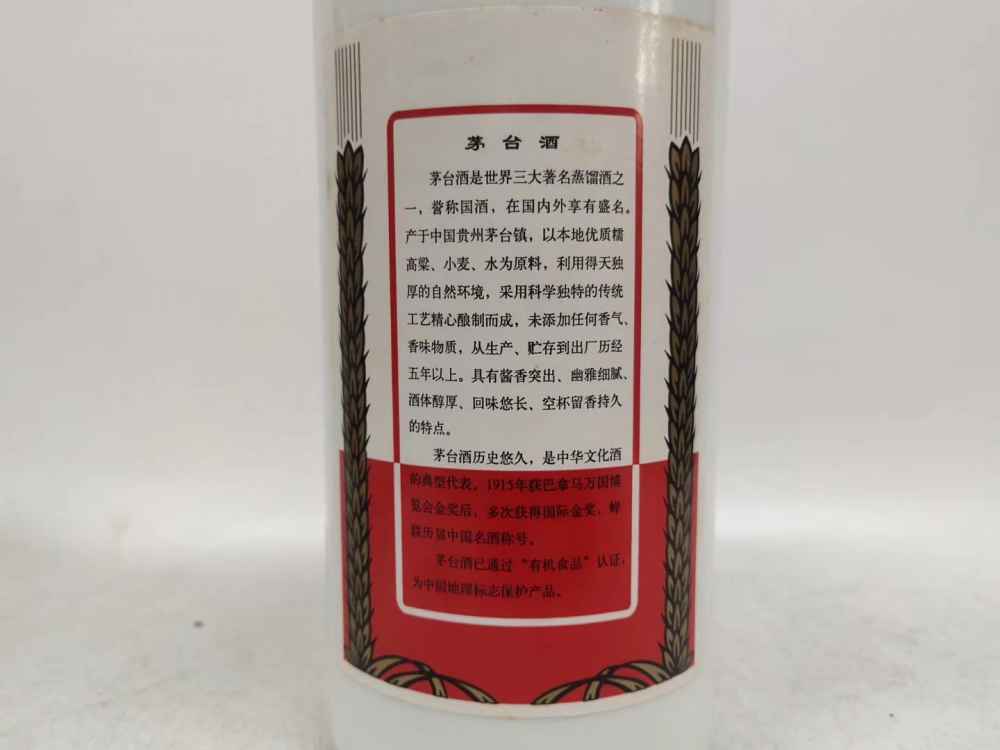 茅台酒
茅台酒是世界三大著名蒸馏酒之
一，誉称国酒，在国内外享有盛名。
产于中国贵州茅台镇，以本地优质糯
高粱、小麦、水为原料，利用得天独
厚的自然环境，采用科学独特的传统
工艺精心酿制而成，未添加任何香气、
香味物质，从生产、贮存到出厂历经
五年以上。具有酱香突出、幽雅细腻、
酒体醇厚、回味悠长、空杯留香持久
的特点。
茅台酒历史悠久，是中华文化酒
的典型代表。1915年获巴拿马万国博
览会金奖后，多次获得国际金奖，蝉
联历届中国名酒称号。
茅台酒已通过“有机食品”认证，
为中国地理标志保护产品。